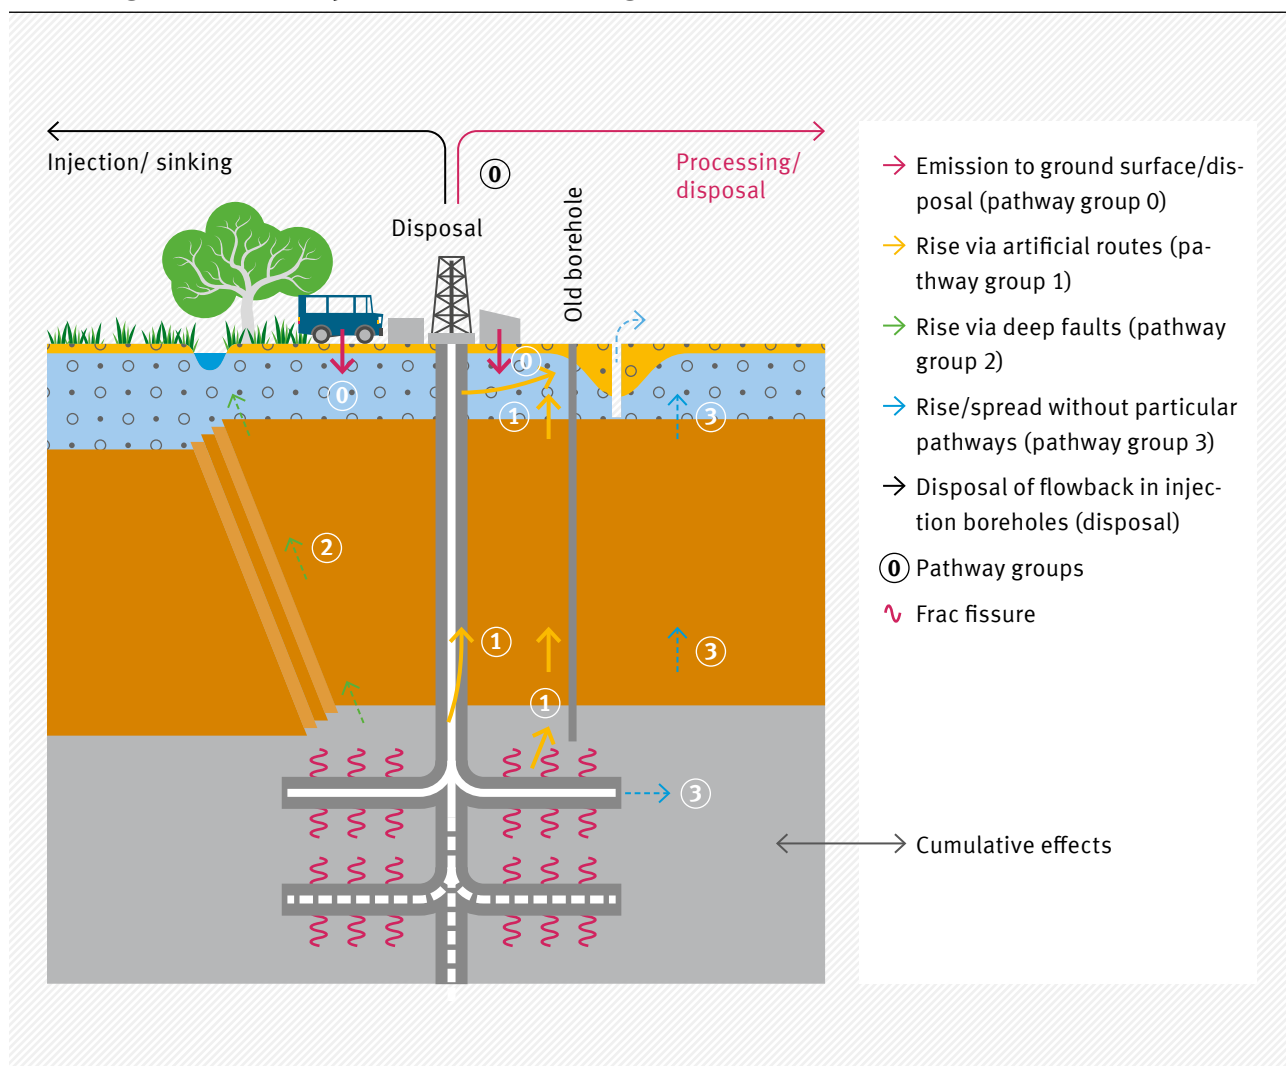 Injection/ sinking
0
Processing/
disposal
Disposal
Old borehole
0
0
1
3
2
1
3
1
3
Emission to ground surface/dis-
posal (pathway group 0)
Rise via artificial routes (pa-
thway group 1)
Rise via deep faults (pathway
group 2)
Rise/spread without particular
pathways (pathway group 3)
Disposal of flowback in injec-
tion boreholes (disposal)
0 Pathway groups
Frac fissure
Cumulative effects